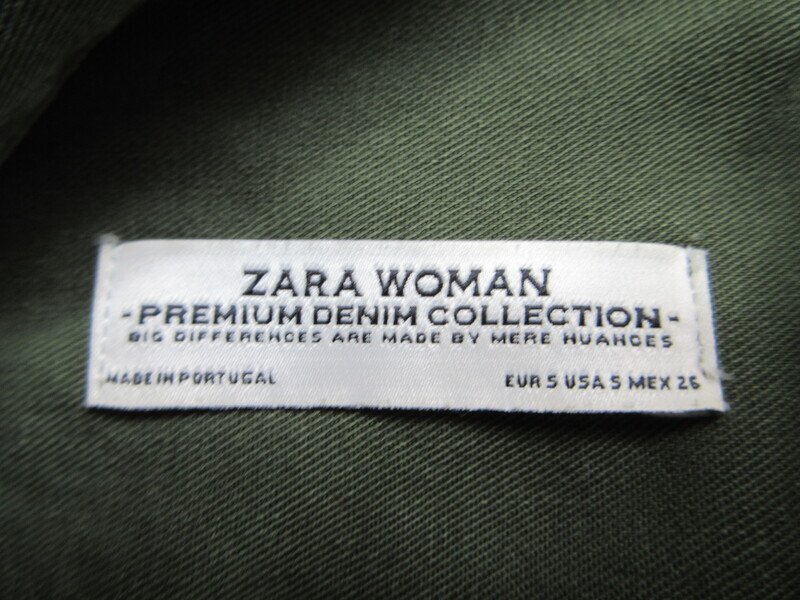 ZARA WOMAN
-PREMIUM DENIM COLLECTION-
BIG DIFFERENCES ARE MADE BY MERE NUANCES
MADE IN PORTUGAL EUR S USA S MEX 26